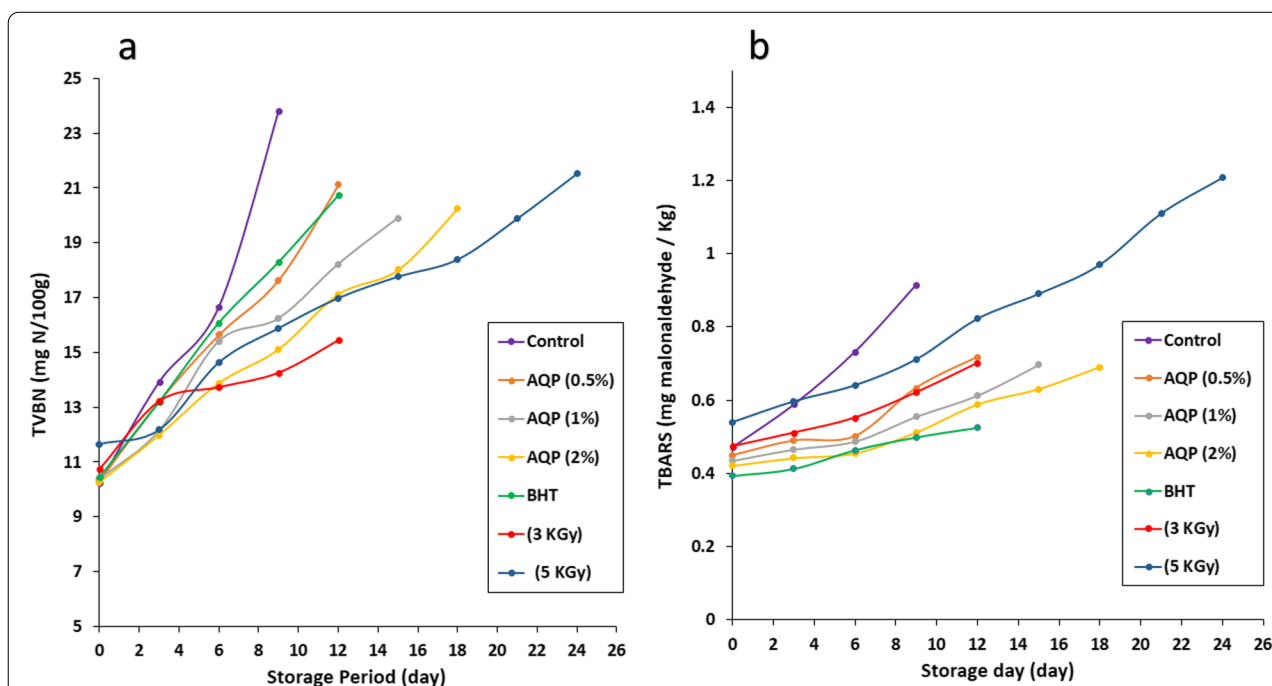 a
TVBN (mg N/100g)
25
23
21
19
17
15
13
11
9
7
5
0 2 4 6 8 10 12 14 16 18 20 22 24 26
Storage Period (day)
Control
AQP (0.5%)
AQP (1%)
AQP (2%)
BHT
(3 KGy)
(5 KGy)
b
TBARS (mg malonaldehyde / Kg)
1.4
1.2
1
0.8
0.6
0.4
0.2
0
0 2 4 6 8 10 12 14 16 18 20 22 24 26
Storage day (day)
Control
AQP (0.5%)
AQP (1%)
AQP (2%)
BHT
(3 KGy)
(5 KGy)